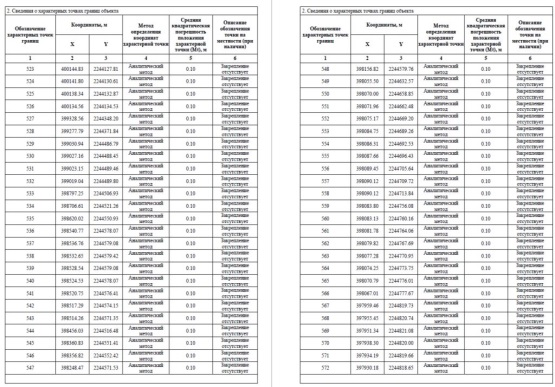 2. Сведения о характерных точках границ объекта
Обозначение характерных точек границ | Координаты, м | Метод определения координат характерной точки | Средняя квадратическая погрешность положения характерной точки (Mt), м | Описание обозначения точки на местности (при наличии)
X Y
1 2 3 4 5 6
523 400144.83 2244127.81 Аналитический метод 0.10 Закрепление отсутствует
524 400141.80 2244130.61 Аналитический метод 0.10 Закрепление отсутствует
525 400138.34 2244132.87 Аналитический метод 0.10 Закрепление отсутствует
526 400134.56 2244134.53 Аналитический метод 0.10 Закрепление отсутствует
527 399328.56 2244348.20 Аналитический метод 0.10 Закрепление отсутствует
528 399277.79 2244371.84 Аналитический метод 0.10 Закрепление отсутствует
529 399030.94 2244486.79 Аналитический метод 0.10 Закрепление отсутствует
530 399027.16 2244488.45 Аналитический метод 0.10 Закрепление отсутствует
531 399023.15 2244489.46 Аналитический метод 0.10 Закрепление отсутствует
532 399019.04 2244489.80 Аналитический метод 0.10 Закрепление отсутствует
533 398797.25 2244506.93 Аналитический метод 0.10 Закрепление отсутствует
534 398706.61 2244521.26 Аналитический метод 0.10 Закрепление отсутствует
535 398620.02 2244550.93 Аналитический метод 0.10 Закрепление отсутствует
536 398540.77 2244578.07 Аналитический метод 0.10 Закрепление отсутствует
537 398536.76 2244579.08 Аналитический метод 0.10 Закрепление отсутствует
538 398532.65 2244579.42 Аналитический метод 0.10 Закрепление отсутствует
539 398528.54 2244579.08 Аналитический метод 0.10 Закрепление отсутствует
540 398524.53 2244578.07 Аналитический метод 0.10 Закрепление отсутствует
541 398520.75 2244576.41 Аналитический метод 0.10 Закрепление отсутствует
542 398517.29 2244574.15 Аналитический метод 0.10 Закрепление отсутствует
543 398514.26 2244571.35 Аналитический метод 0.10 Закрепление отсутствует
544 398456.03 2244516.48 Аналитический метод 0.10 Закрепление отсутствует
545 398360.83 2244551.41 Аналитический метод 0.10 Закрепление отсутствует
546 398356.82 2244552.42 Аналитический метод 0.10 Закрепление отсутствует
547 398248.47 2244571.53 Аналитический метод 0.10 Закрепление отсутствует
2. Сведения о характерных точках границ объекта
Обозначение характерных точек границ | Координаты, м | Метод определения координат характерной точки | Средняя квадратическая погрешность положения характерной точки (Mt), м | Описание обозначения точки на местности (при наличии)
X Y
1 2 3 4 5 6
548 398156.82 2244579.76 Аналитический метод 0.10 Закрепление отсутствует
549 398055.50 2244632.57 Аналитический метод 0.10 Закрепление отсутствует
550 398070.00 2244658.85 Аналитический метод 0.10 Закрепление отсутствует
551 398071.96 2244662.48 Аналитический метод 0.10 Закрепление отсутствует
552 398075.17 2244669.20 Аналитический метод 0.10 Закрепление отсутствует
553 398084.75 2244689.26 Аналитический метод 0.10 Закрепление отсутствует
554 398086.31 2244692.53 Аналитический метод 0.10 Закрепление отсутствует
555 398087.66 2244696.43 Аналитический метод 0.10 Закрепление отсутствует
556 398089.45 2244705.64 Аналитический метод 0.10 Закрепление отсутствует
557 398090.12 2244709.72 Аналитический метод 0.10 Закрепление отсутствует
558 398090.12 2244713.84 Аналитический метод 0.10 Закрепление отсутствует
559 398083.80 2244756.08 Аналитический метод 0.10 Закрепление отсутствует
560 398083.13 2244760.16 Аналитический метод 0.10 Закрепление отсутствует
561 398081.78 2244764.06 Аналитический метод 0.10 Закрепление отсутствует
562 398079.82 2244767.69 Аналитический метод 0.10 Закрепление отсутствует
563 398077.28 2244770.95 Аналитический метод 0.10 Закрепление отсутствует
564 398074.25 2244773.75 Аналитический метод 0.10 Закрепление отсутствует
565 398070.79 2244776.01 Аналитический метод 0.10 Закрепление отсутствует
566 398067.01 2244777.67 Аналитический метод 0.10 Закрепление отсутствует
567 397959.46 2244819.73 Аналитический метод 0.10 Закрепление отсутствует
568 397955.45 2244820.74 Аналитический метод 0.10 Закрепление отсутствует
569 397951.34 2244821.08 Аналитический метод 0.10 Закрепление отсутствует
570 397938.30 2244820.00 Аналитический метод 0.10 Закрепление отсутствует
571 397934.19 2244819.66 Аналитический метод 0.10 Закрепление отсутствует
572 397930.18 2244818.65 Аналитический метод 0.10 Закрепление отсутствует